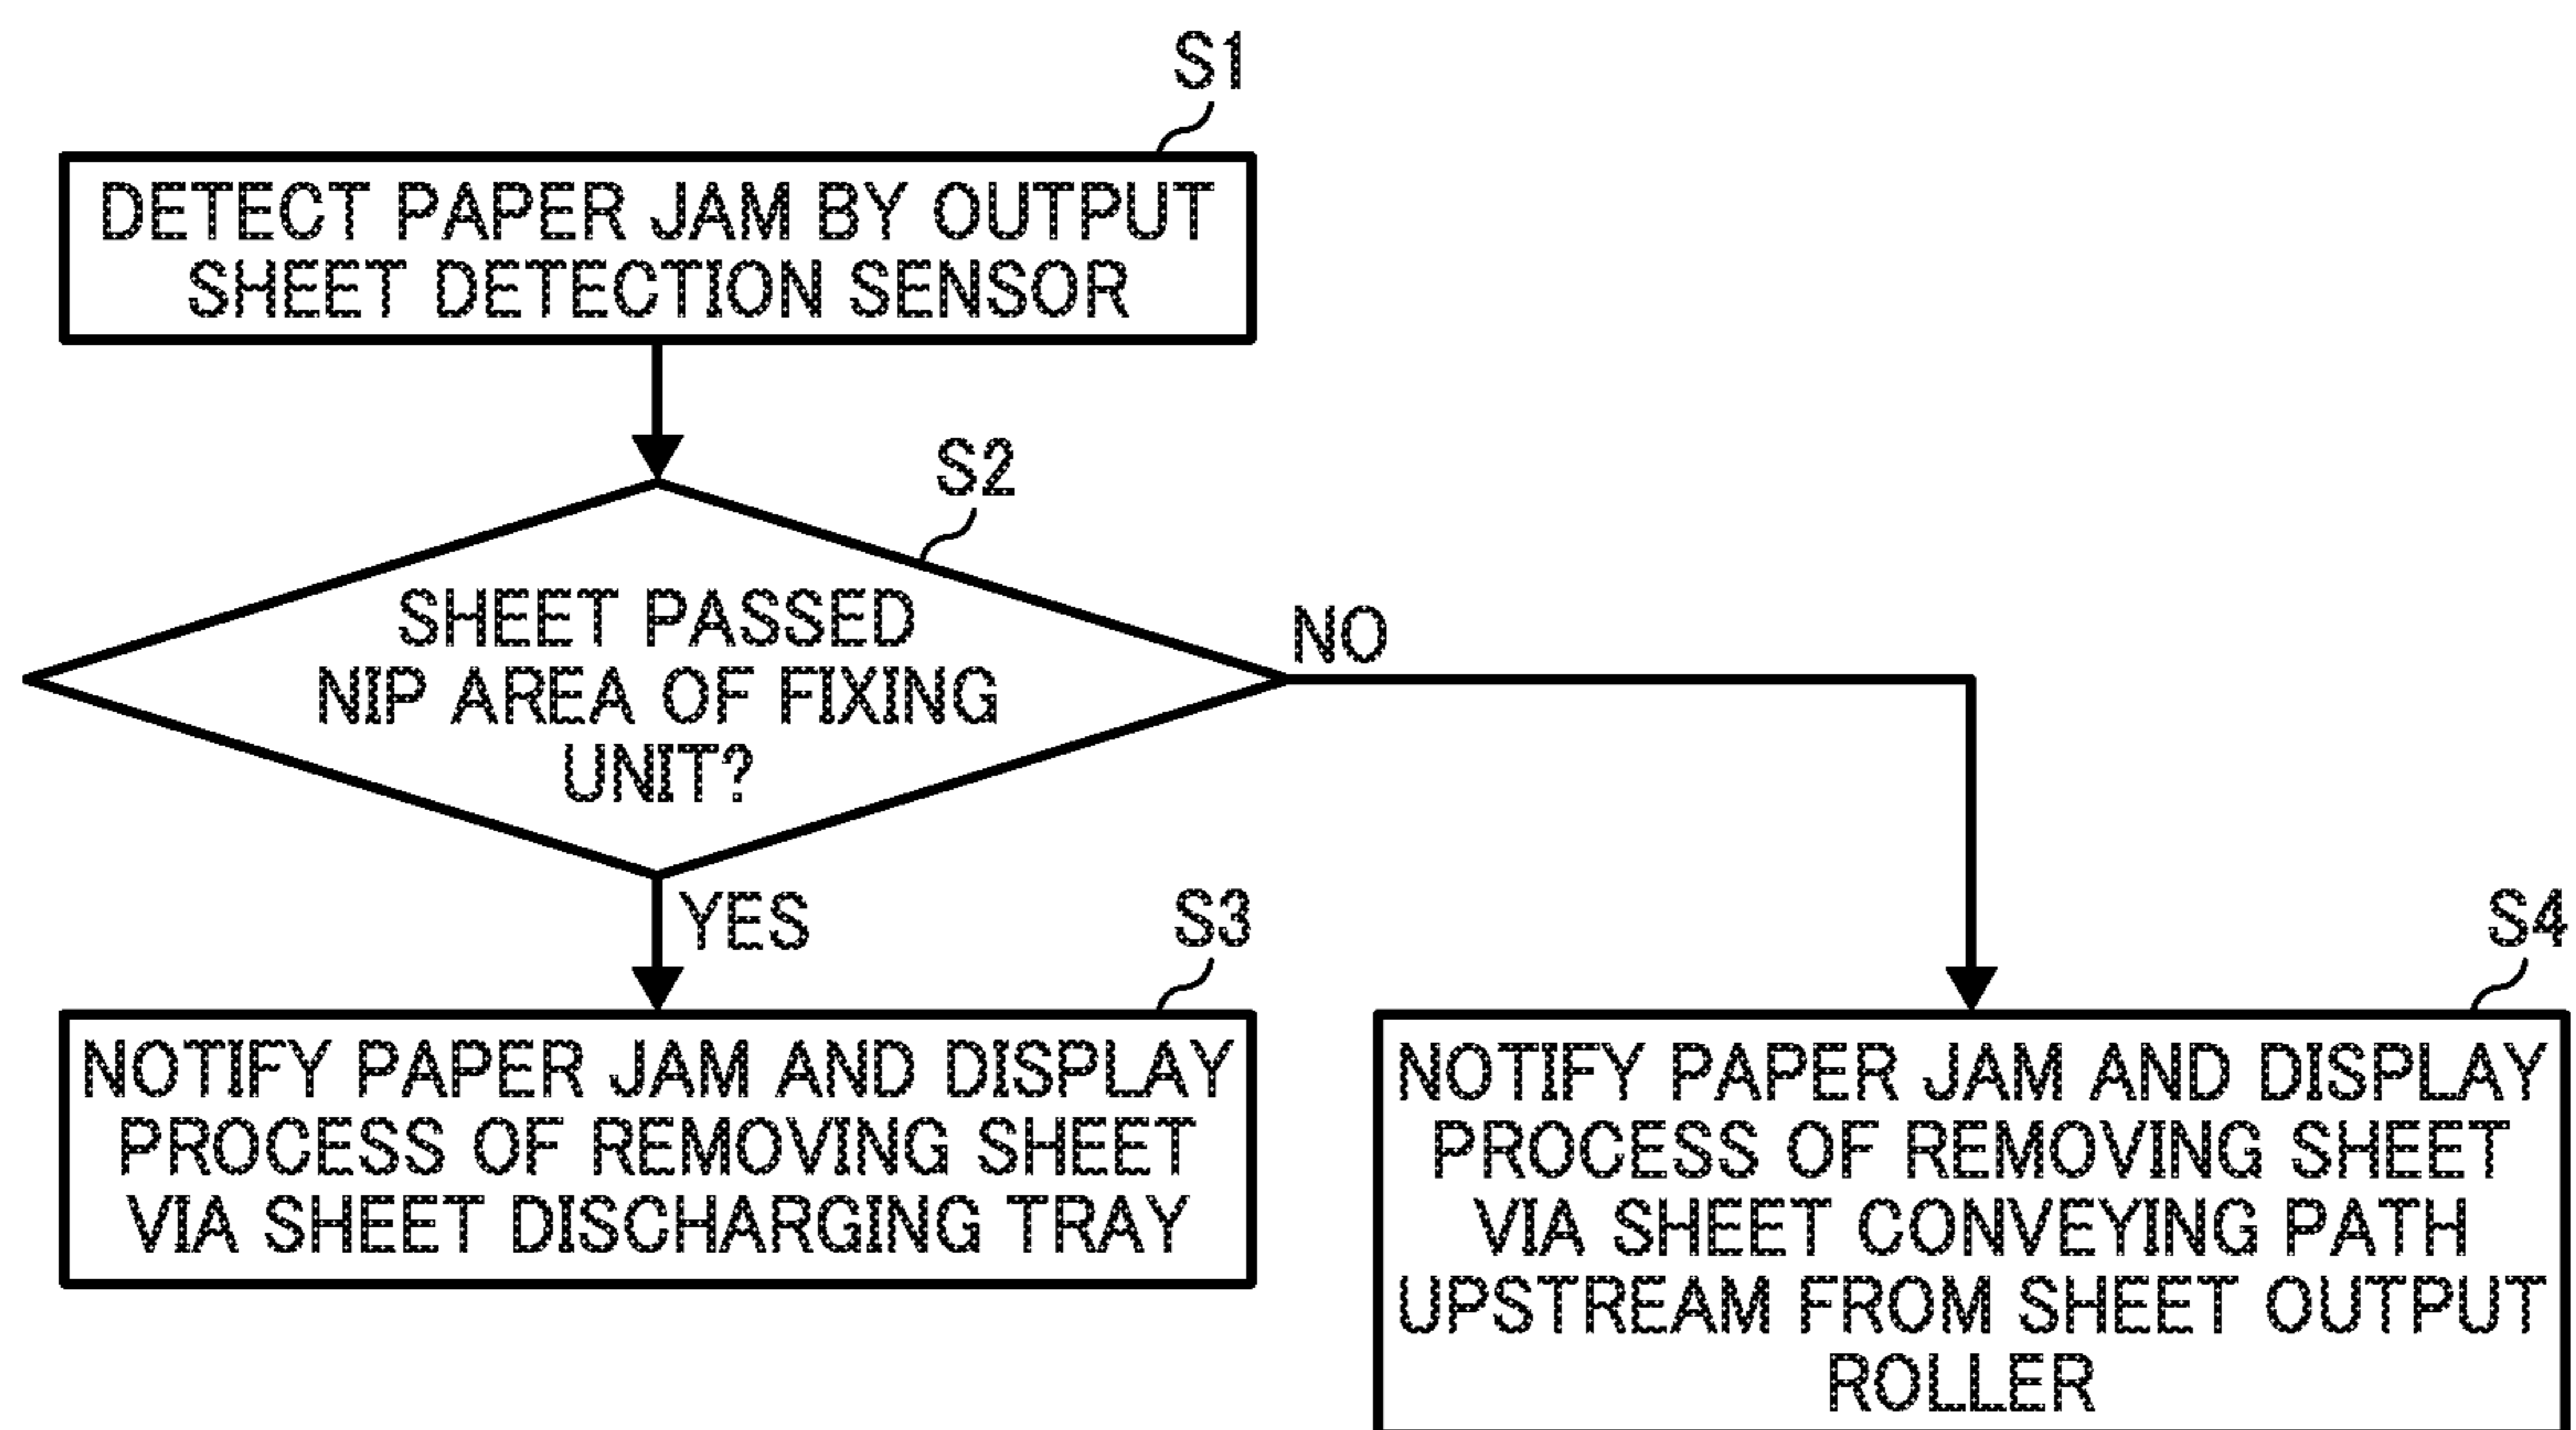 S1
DETECT PAPER JAM BY OUTPUT
SHEET DETECTION SENSOR
S2
SHEET PASSED
NIP AREA OF FIXING
UNIT?
NO
YES
S3
NOTIFY PAPER JAM AND DISPLAY
PROCESS OF REMOVING SHEET
VIA SHEET DISCHARGING TRAY
S4
NOTIFY PAPER JAM AND DISPLAY
PROCESS OF REMOVING SHEET
VIA SHEET CONVEYING PATH
UPSTREAM FROM SHEET OUTPUT
ROLLER